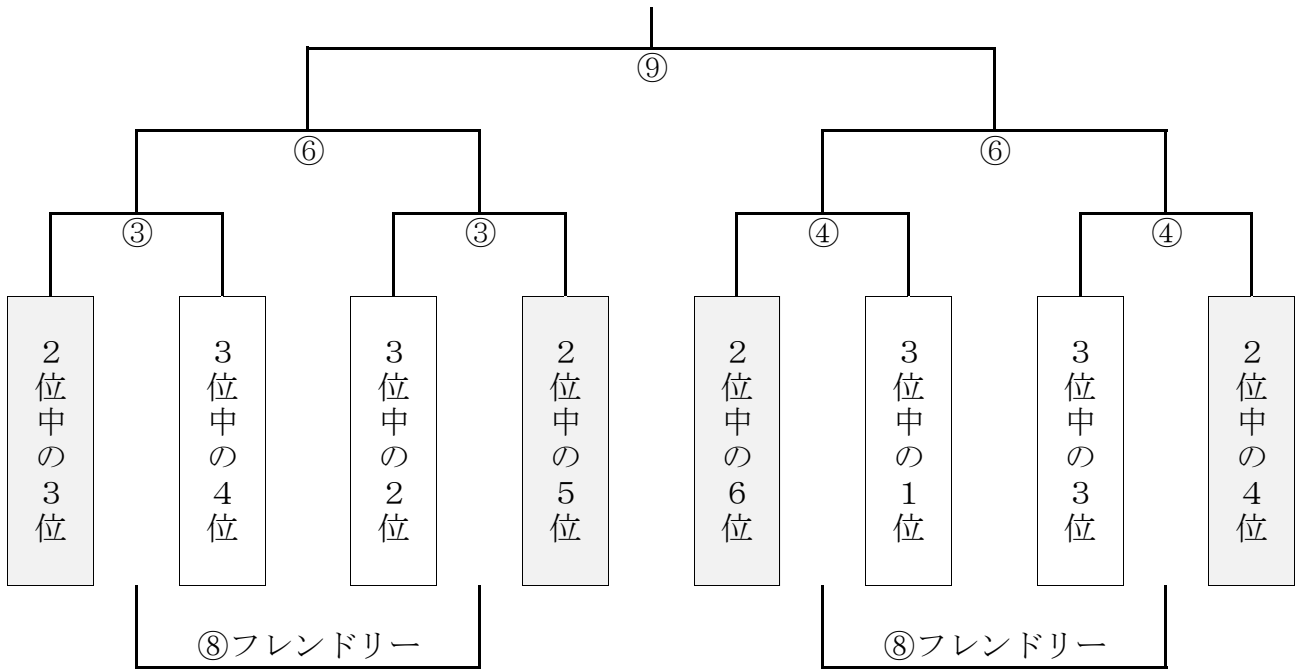 ⑨
⑥
⑥
③
③
④
④
２位中の３位
３位中の４位
３位中の２位
２位中の５位
２位中の６位
３位中の１位
３位中の３位
２位中の４位
⑧フレンドリー
⑧フレンドリー